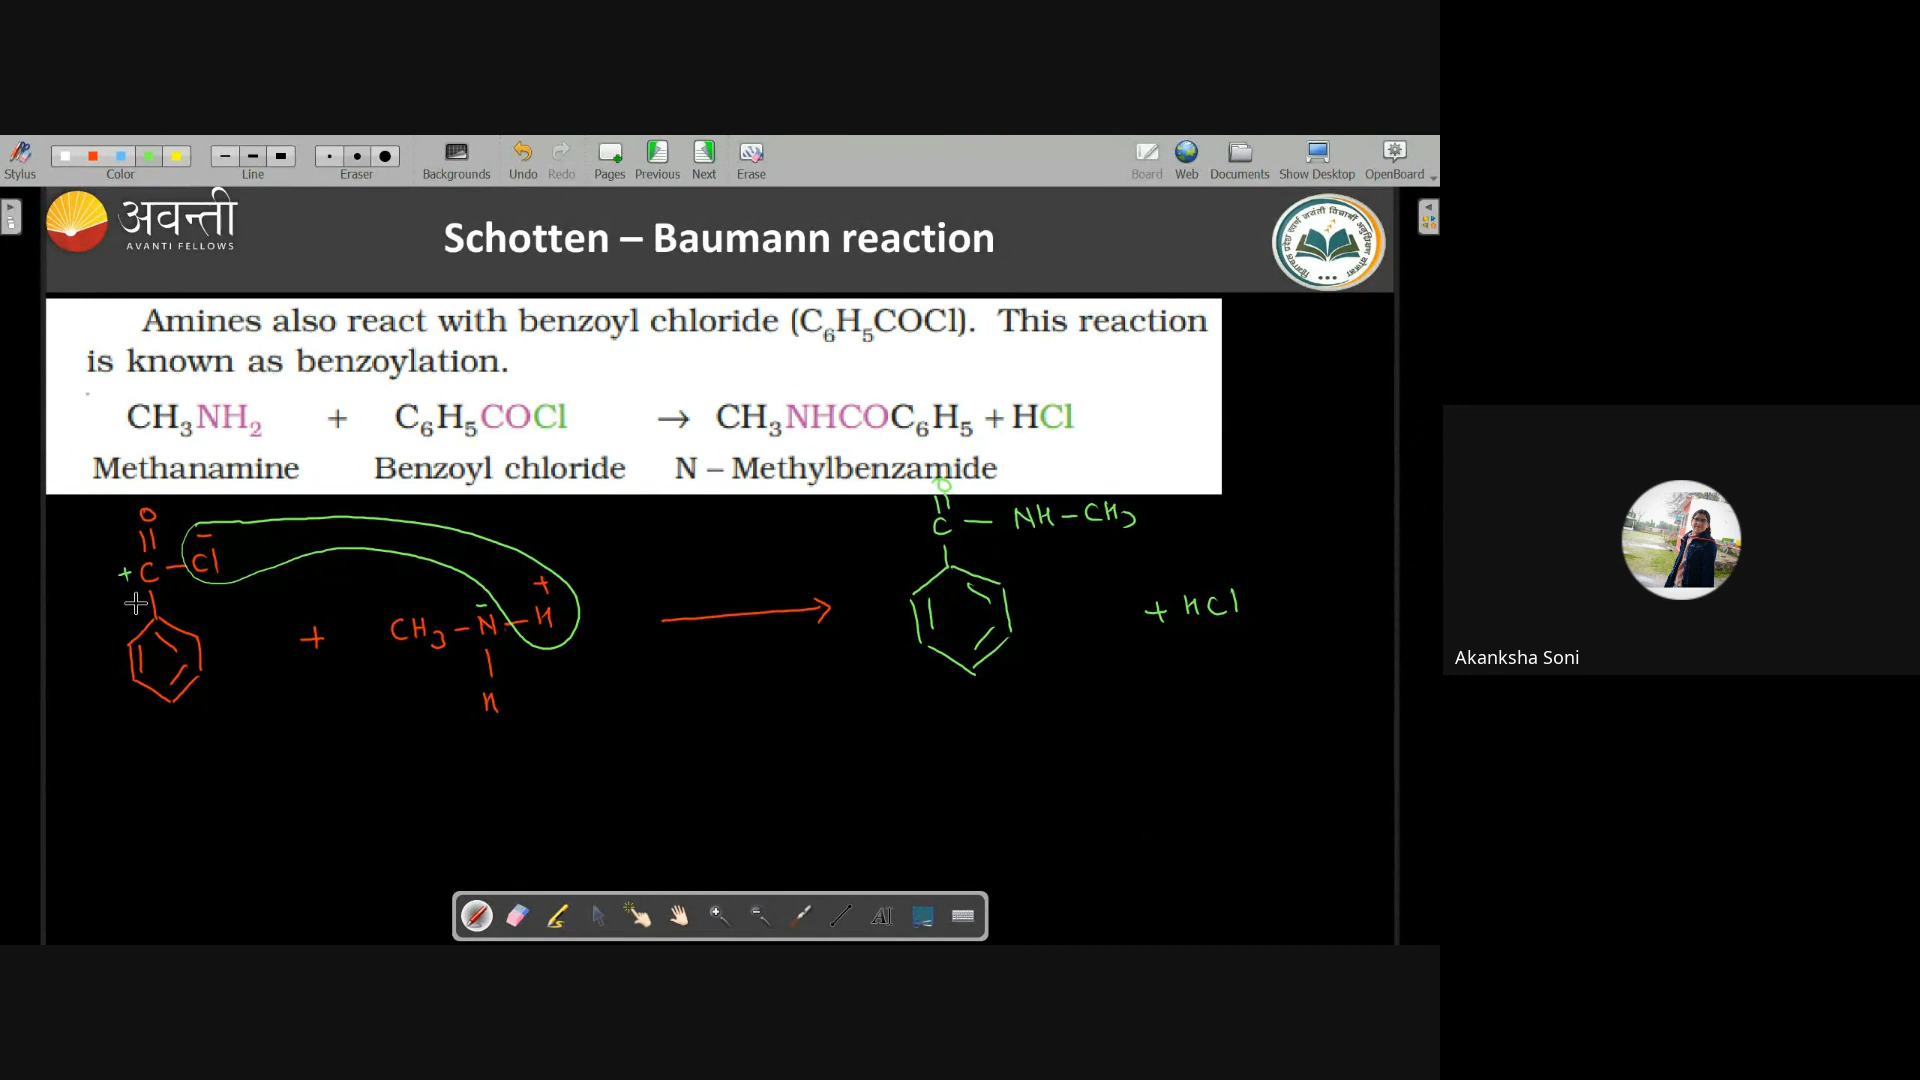 Stylus
Color
Line
Eraser
Backgrounds
Undo
Redo
Pages
Previous
Next
Erase
Board
Web
Documents
Show Desktop
OpenBoard
अवन्ती
AVANTI FELLOWS
Schotten – Baumann reaction
Amines also react with benzoyl chloride (C₆H₅COCl). This reaction
is known as benzoylation.
CH₃NH₂ + C₆H₅COCl → CH₃NHCOC₆H₅ + HCl
Methanamine Benzoyl chloride N – Methylbenzamide
O
+ C – Cl –
+ CH₃ – N – H +
H
O
C – NH – CH₃
+ HCl
Akanksha Soni